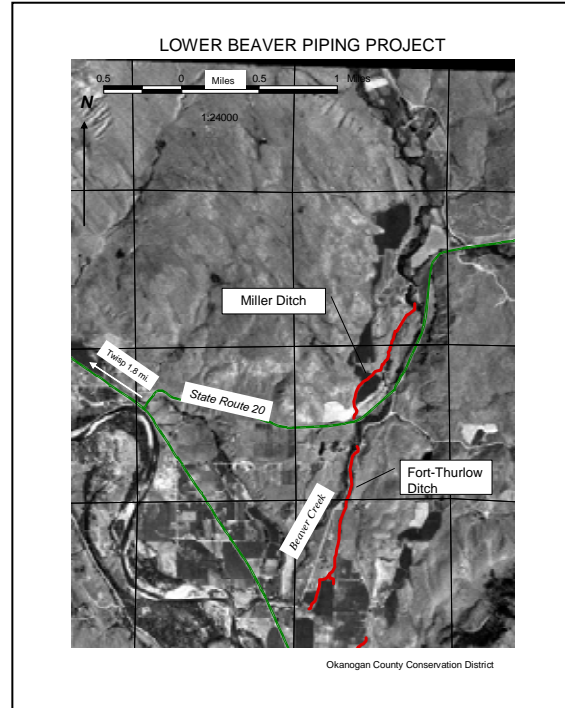 LOWER BEAVER PIPING PROJECT
0.5 0 Miles 0.5 1 Miles
N
1:24000
Miller Ditch
Twisp 1.8 mi.
State Route 20
Fort-Thurlow
Ditch
Beaver Creek
Okanogan County Conservation District